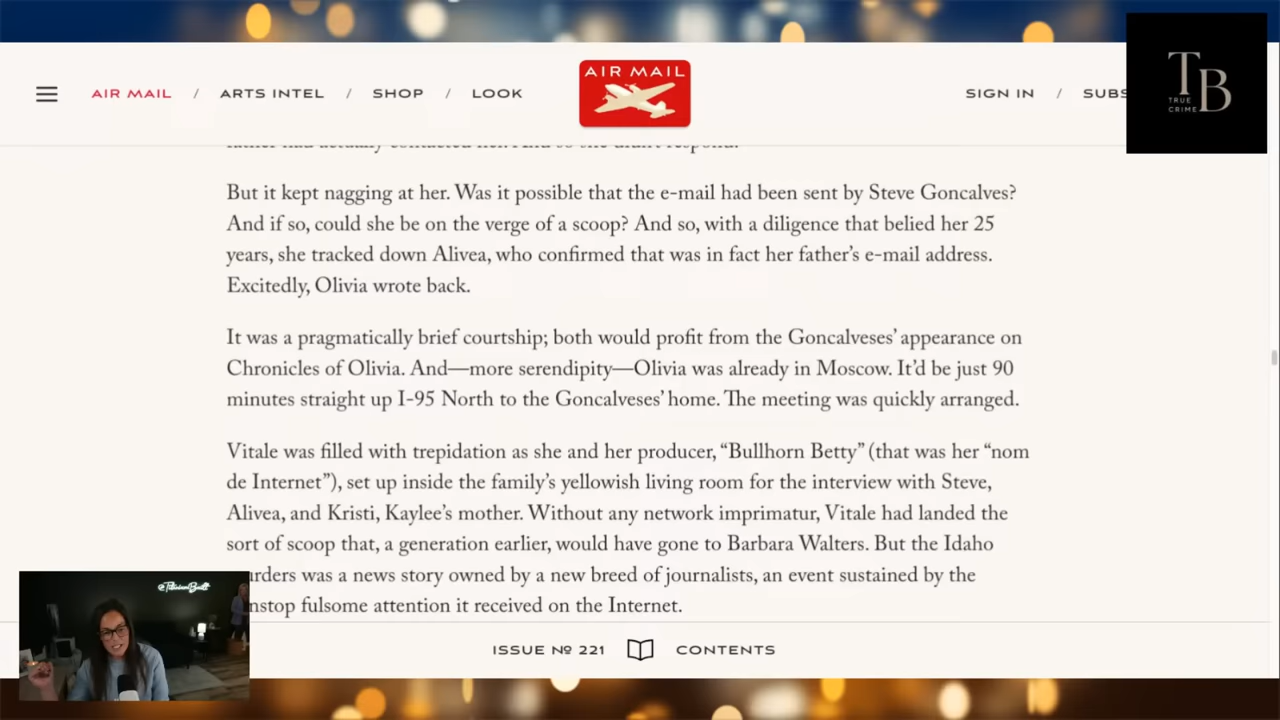 AIR MAIL / ARTS INTEL / SHOP / LOOK
AIR MAIL
SIGN IN / SUBS
TB
TRUE
CRIME
father had actually contacted her. And so she didn't respond.
But it kept nagging at her. Was it possible that the e-mail had been sent by Steve Goncalves?
And if so, could she be on the verge of a scoop? And so, with a diligence that belied her 25
years, she tracked down Alivea, who confirmed that was in fact her father's e-mail address.
Excitedly, Olivia wrote back.
It was a pragmatically brief courtship; both would profit from the Goncalveses' appearance on
Chronicles of Olivia. And—more serendipity—Olivia was already in Moscow. It'd be just 90
minutes straight up I-95 North to the Goncalveses' home. The meeting was quickly arranged.
Vitale was filled with trepidation as she and her producer, “Bullhorn Betty” (that was her “nom
de Internet”), set up inside the family's yellowish living room for the interview with Steve,
Alivea, and Kristi, Kaylee's mother. Without any network imprimatur, Vitale had landed the
sort of scoop that, a generation earlier, would have gone to Barbara Walters. But the Idaho
urders was a news story owned by a new breed of journalists, an event sustained by the
nstop fulsome attention it received on the Internet.
ISSUE Nº 221 CONTENTS